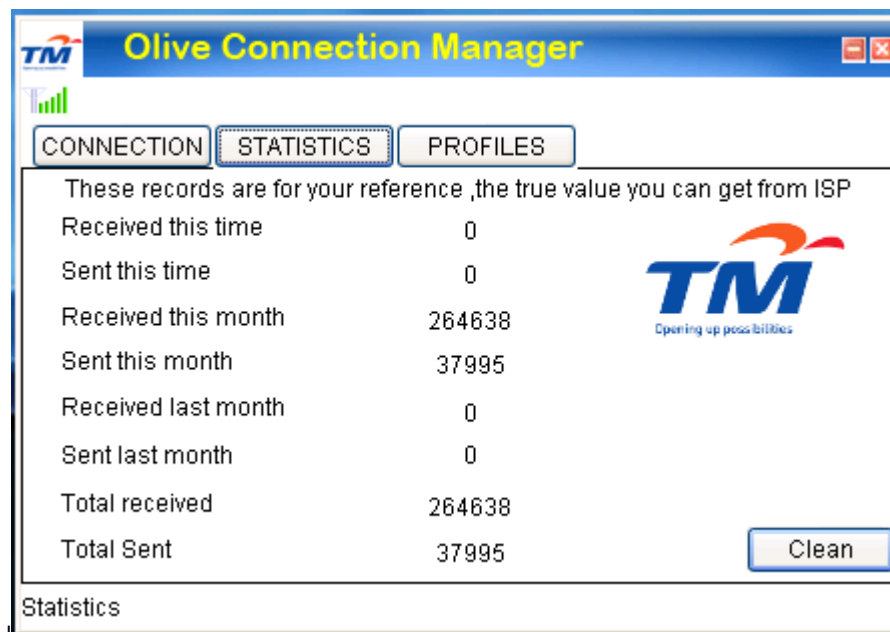 TM
Olive Connection Manager
CONNECTION STATISTICS PROFILES
These records are for your reference ,the true value you can get from ISP
Received this time 0
Sent this time 0
TM
Opening up possibilities
Received this month 264638
Sent this month 37995
Received last month 0
Sent last month 0
Total received 264638
Total Sent 37995
Clean
Statistics